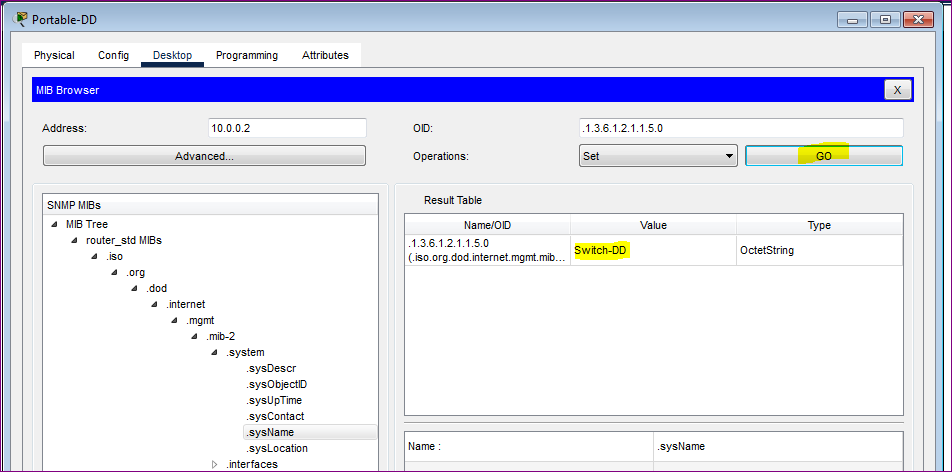 Portable-DD
Physical Config Desktop Programming Attributes
MIB Browser X
Address: 10.0.0.2 OID: .1.3.6.1.2.1.1.5.0
Advanced... Operations: Set GO
SNMP MIBs
MIB Tree
router_std MIBs
.iso
.org
.dod
.internet
.mgmt
.mib-2
.system
.sysDescr
.sysObjectID
.sysUpTime
.sysContact
.sysName
.sysLocation
.interfaces
Result Table
Name/OID Value Type
.1.3.6.1.2.1.1.5.0
(.iso.org.dod.internet.mgmt.mib... Switch-DD OctetString
Name : .sysName